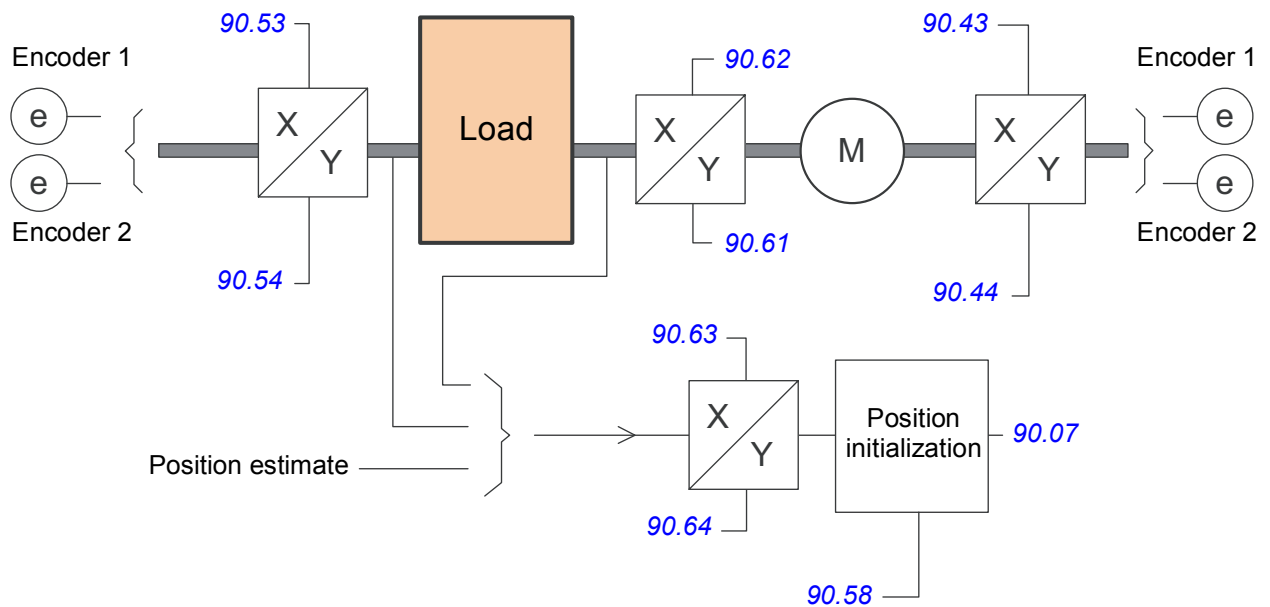 90.53
90.43
Encoder 1
90.62
Encoder 1
e
X
Y
Load
X
Y
M
X
Y
e
e
e
Encoder 2
90.61
Encoder 2
90.54
90.44
90.63
X
Y
Position
initialization
90.07
Position estimate
90.64
90.58